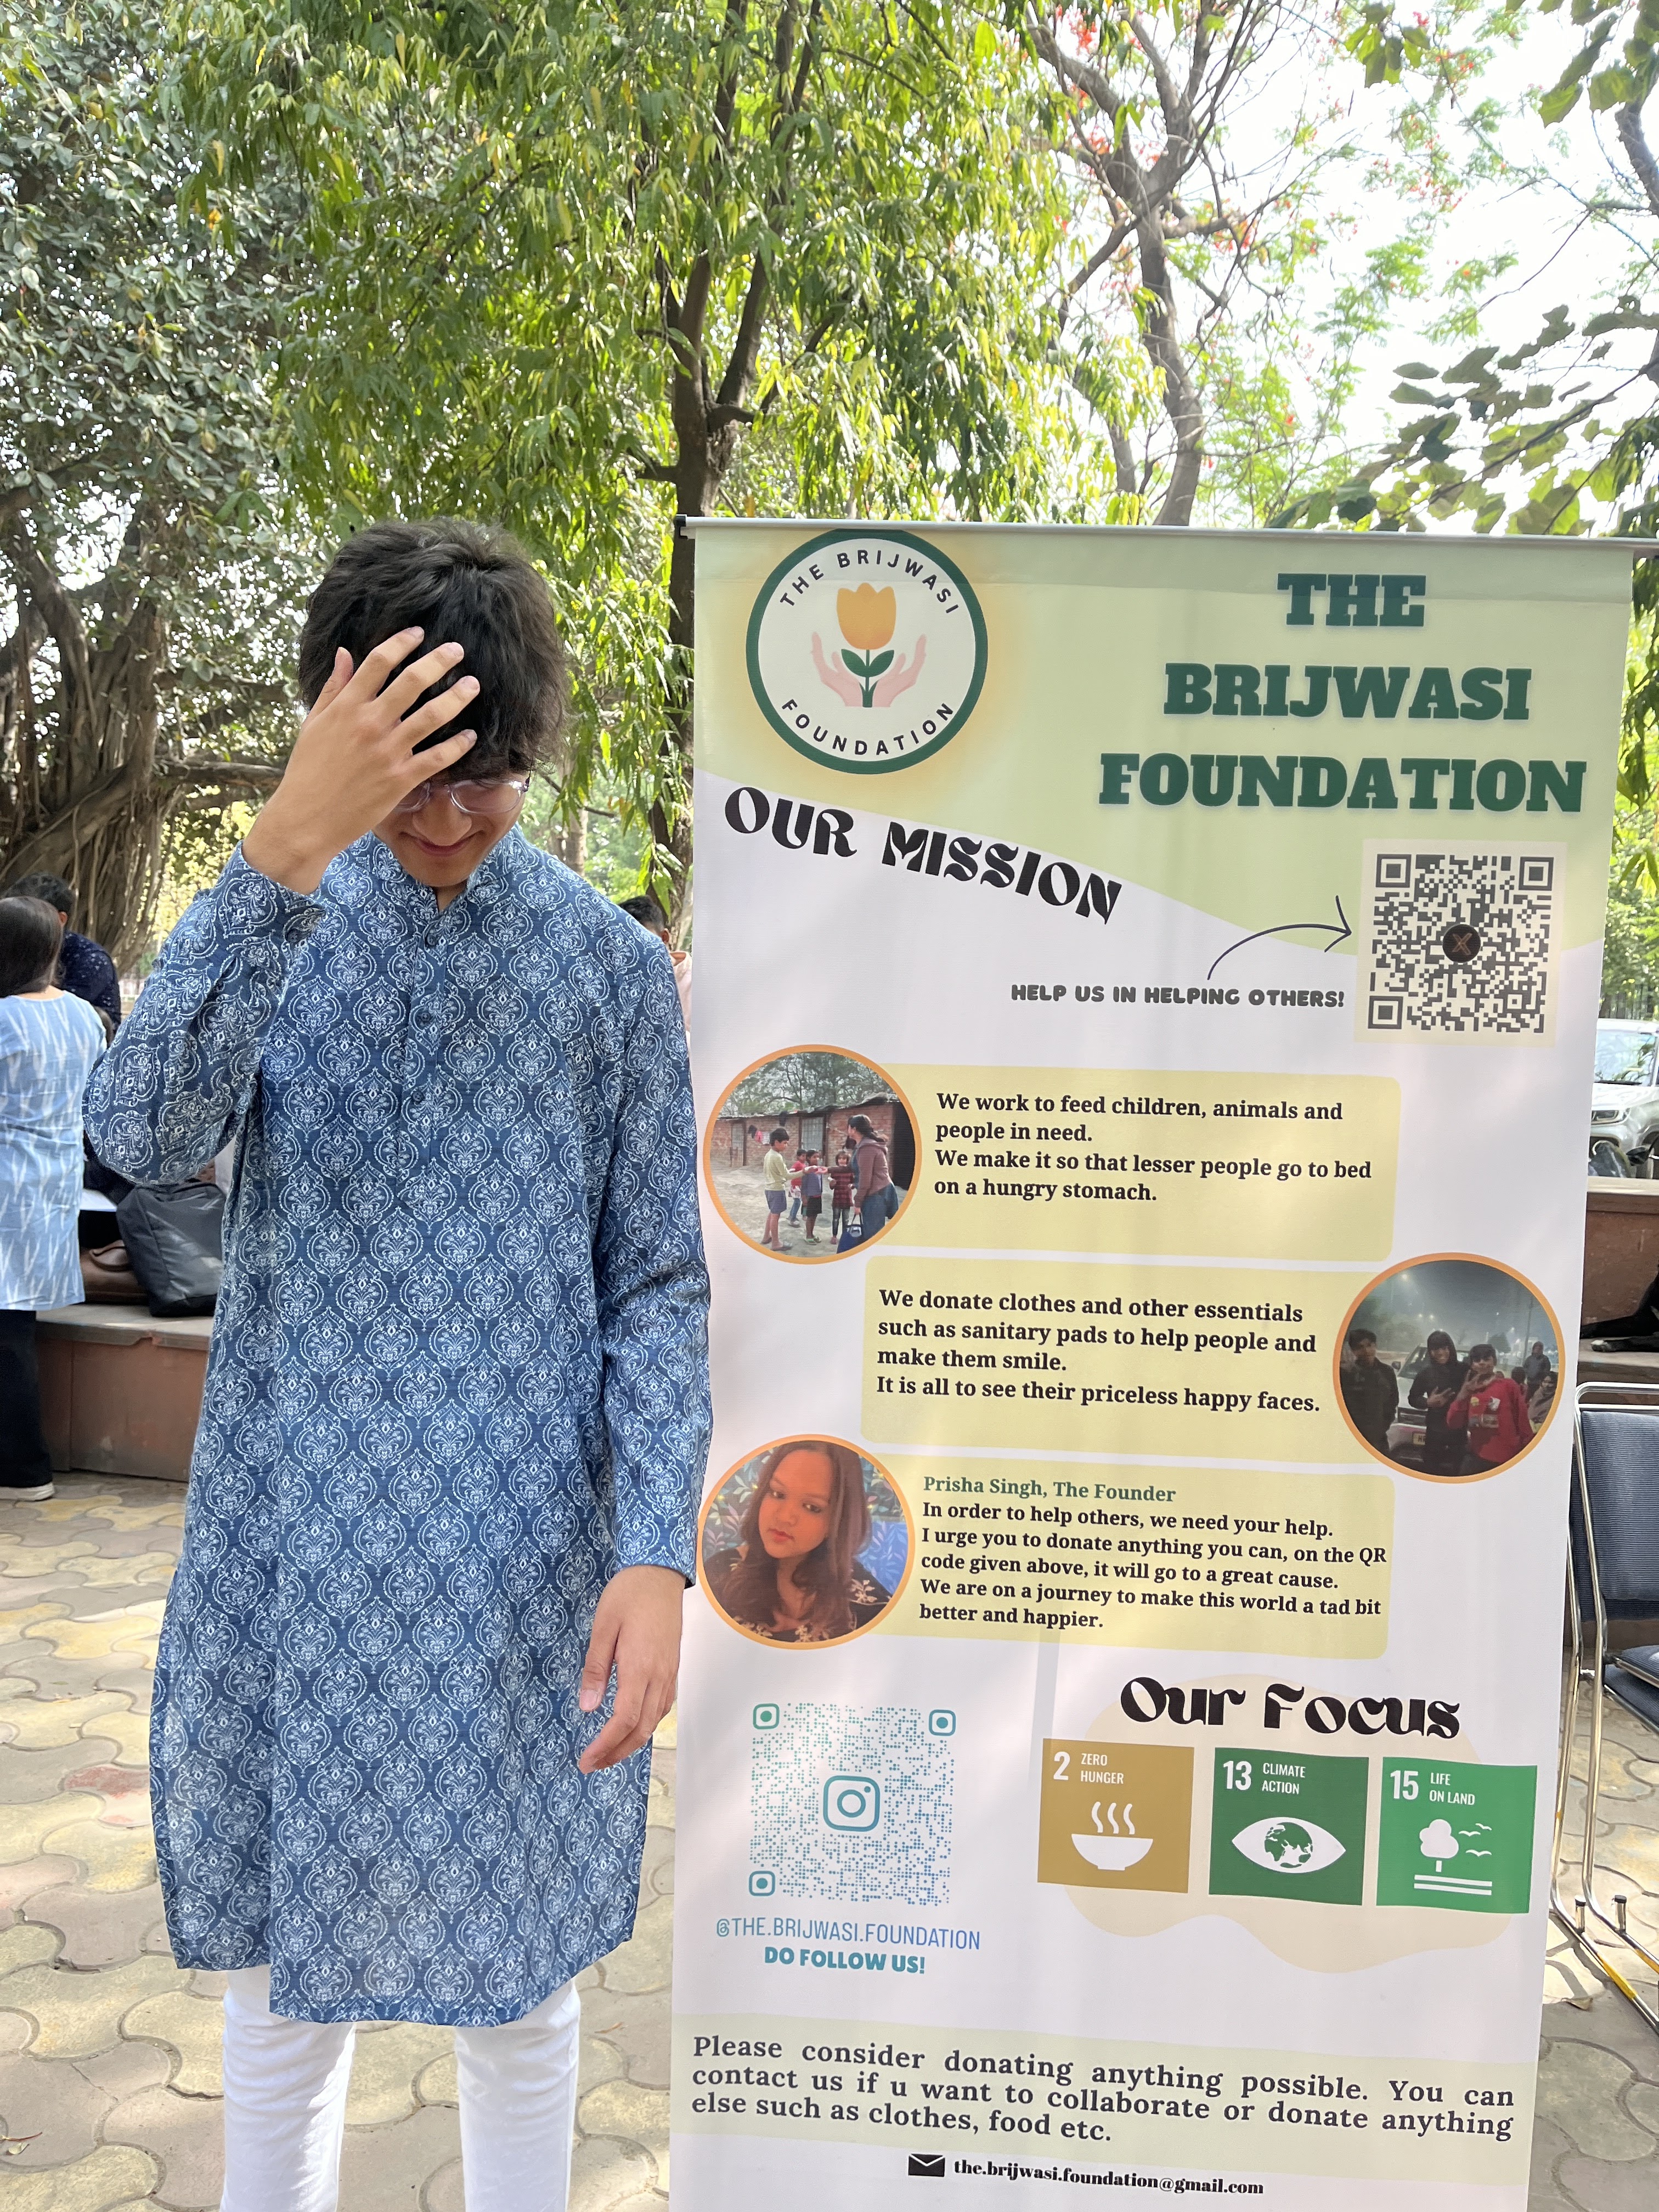 THE BRIJWASI
FOUNDATION
THE
BRIJWASI
FOUNDATION
OUR MISSION
HELP US IN HELPING OTHERS!
We work to feed children, animals and
people in need.
We make it so that lesser people go to bed
on a hungry stomach.
We donate clothes and other essentials
such as sanitary pads to help people and
make them smile.
It is all to see their priceless happy faces.
Prisha Singh, The Founder
In order to help others, we need your help.
I urge you to donate anything you can, on the QR
code given above, it will go to a great cause.
We are on a journey to make this world a tad bit
better and happier.
Our Focus
2 ZERO
HUNGER
13 CLIMATE
ACTION
15 LIFE
ON LAND
@THE.BRIJWASI.FOUNDATION
DO FOLLOW US!
Please consider donating anything possible. You can
contact us if u want to collaborate or donate anything
else such as clothes, food etc.
the.brijwasi.foundation@gmail.com